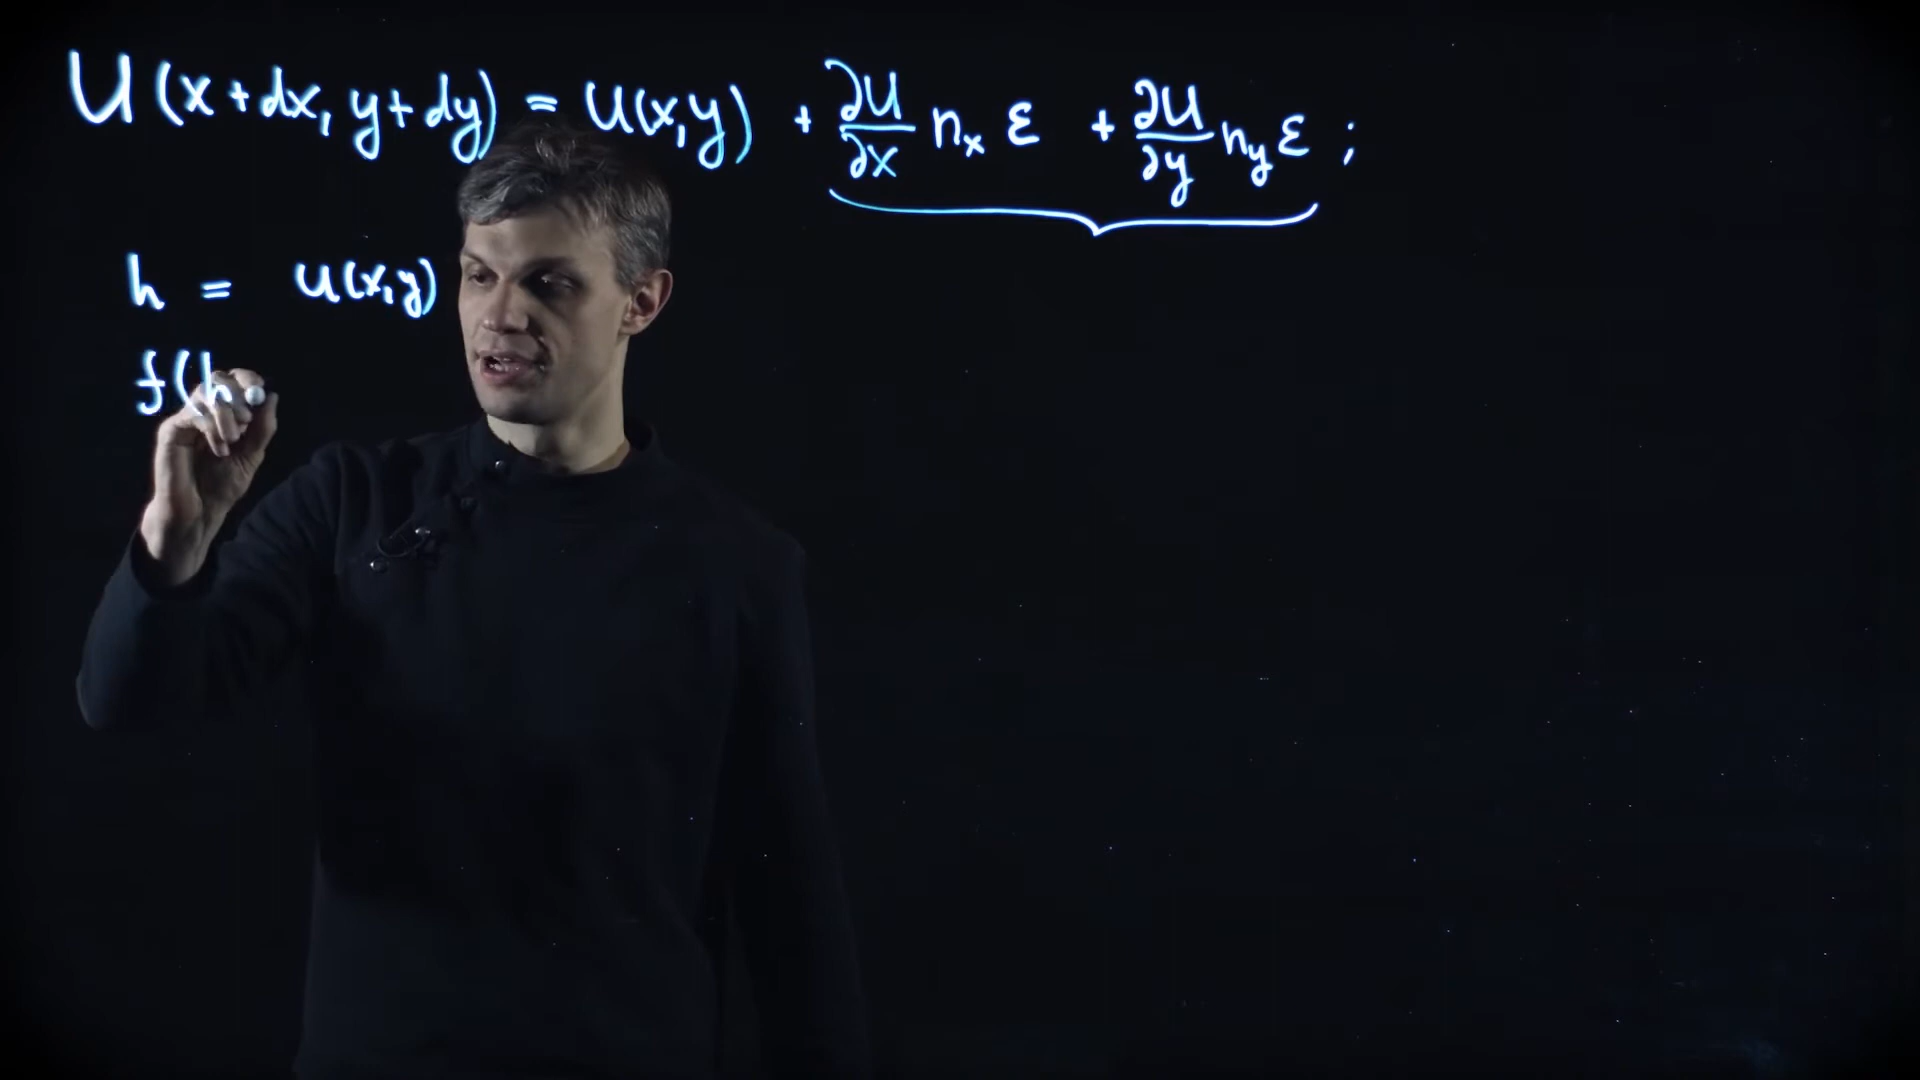 U(x+dx, y+dy) = U(x,y) + ∂U/∂x nₓ ε + ∂U/∂y n_y ε ;
h = u(x,y)
f(h